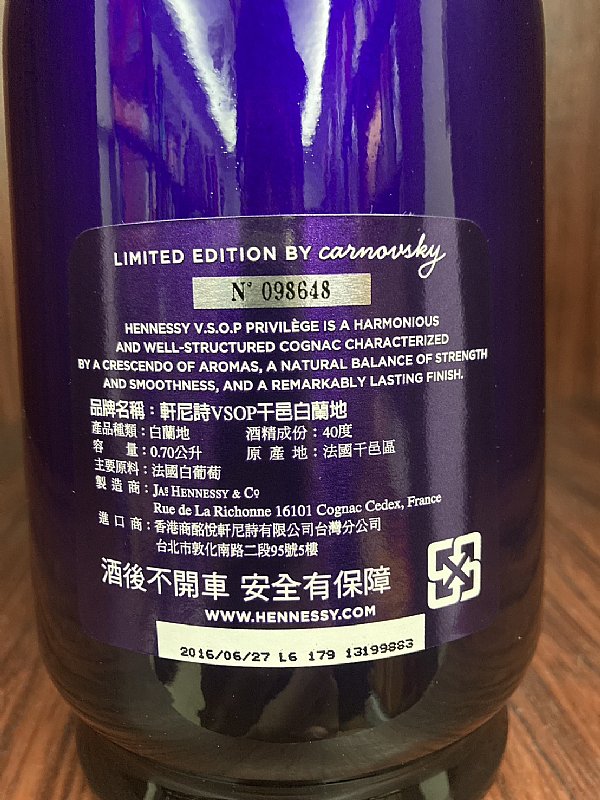 LIMITED EDITION BY carnovsky
N° 098648
HENNESSY V.S.O.P PRIVILÈGE IS A HARMONIOUS
AND WELL-STRUCTURED COGNAC CHARACTERIZED
BY A CRESCENDO OF AROMAS, A NATURAL BALANCE OF STRENGTH
AND SMOOTHNESS, AND A REMARKABLY LASTING FINISH.
品牌名稱：軒尼詩VSOP干邑白蘭地
產品種類：白蘭地 酒精成份：40度
容 量：0.70公升 原 產 地：法國干邑區
主要原料：法國白葡萄
製 造 商：JAS HENNESSY & CO
Rue de La Richonne 16101 Cognac Cedex, France
進 口 商：香港商酩悅軒尼詩有限公司台灣分公司
台北市敦化南路二段95號5樓
酒後不開車 安全有保障
WWW.HENNESSY.COM
2016/06/27 L6 179 13199883